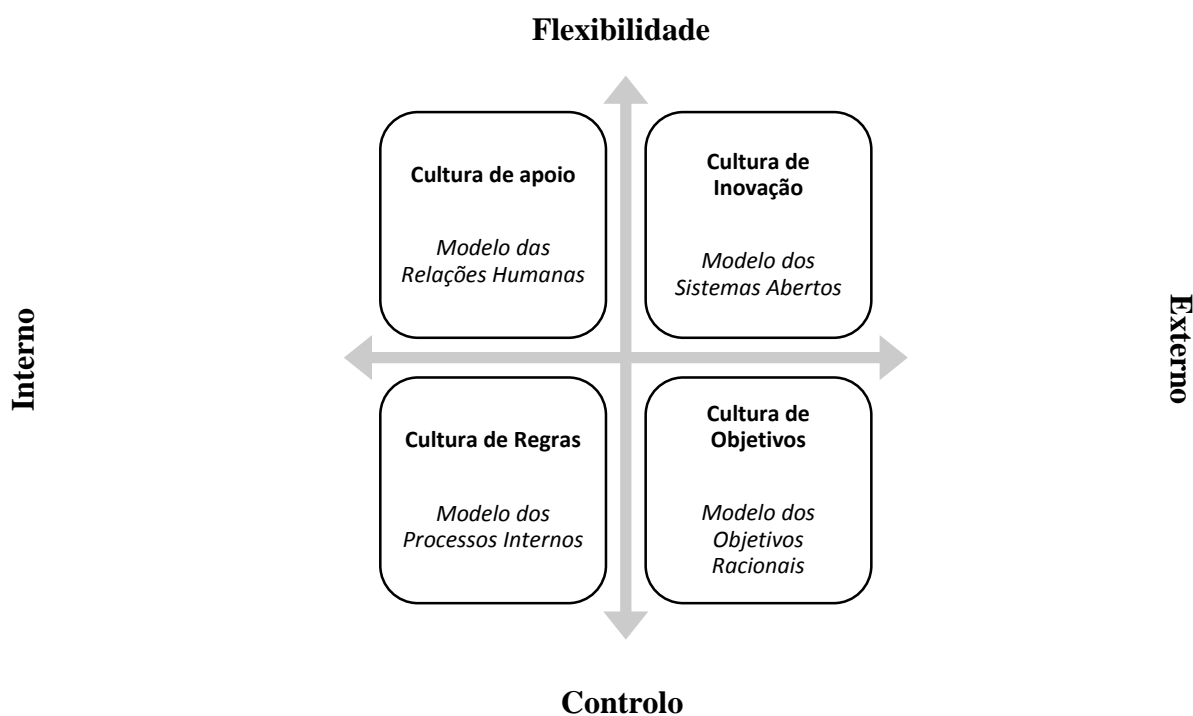 Flexibilidade
Cultura de apoio
Modelo das
Relações Humanas
Cultura de
Inovação
Modelo dos
Sistemas Abertos
Interno
Externo
Cultura de Regras
Modelo dos
Processos Internos
Cultura de
Objetivos
Modelo dos
Objetivos
Racionais
Controlo